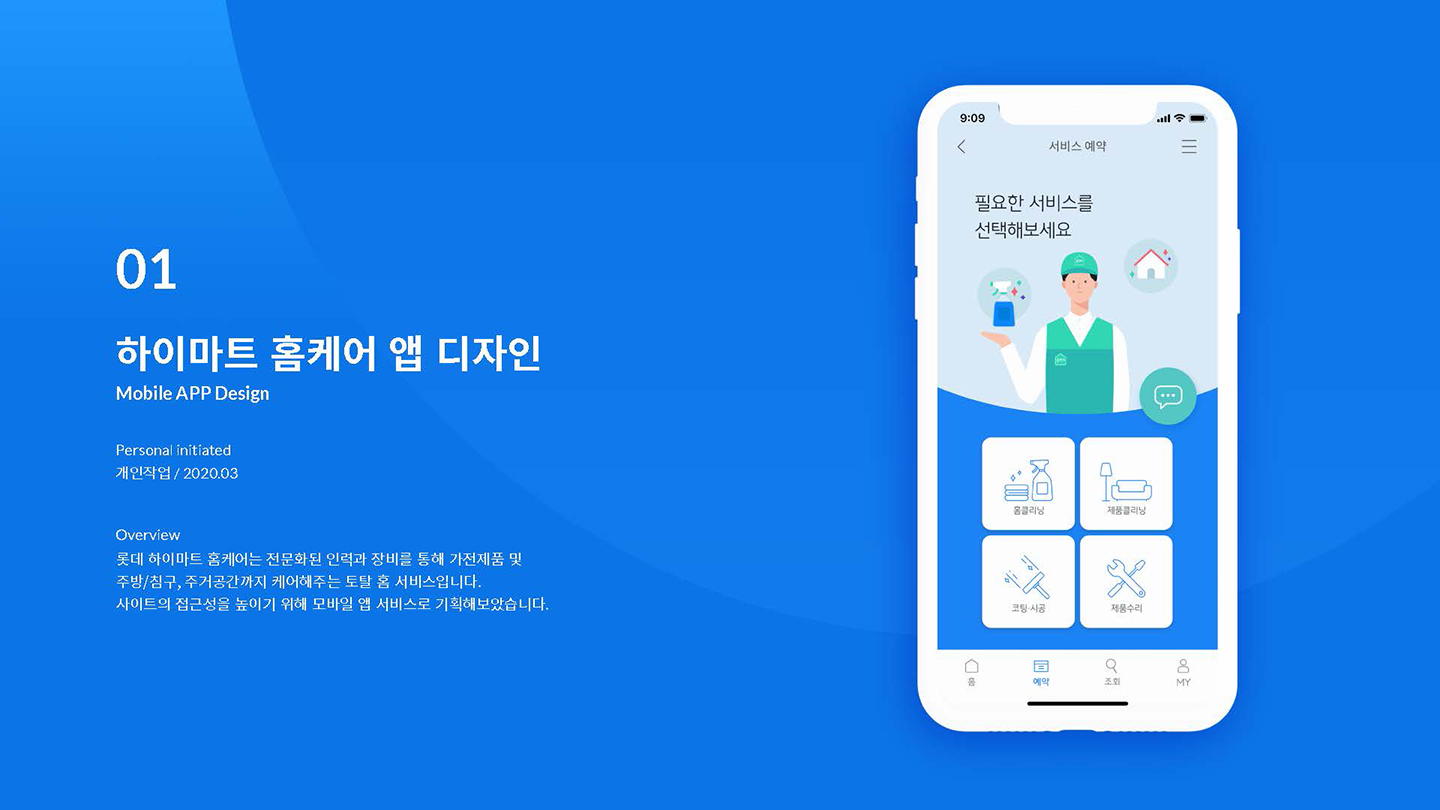 01
하이마트 홈케어 앱 디자인
Mobile APP Design
Personal initiated
개인작업 / 2020.03
Overview
롯데 하이마트 홈케어는 전문화된 인력과 장비를 통해 가전제품 및
주방/침구, 주거공간까지 케어해주는 토탈 홈 서비스입니다.
사이트의 접근성을 높이기 위해 모바일 앱 서비스로 기획해보았습니다.
9:09
서비스 예약
필요한 서비스를
선택해보세요
홈클리닝
제품클리닝
코팅·시공
제품수리
홈
예약
조회
MY